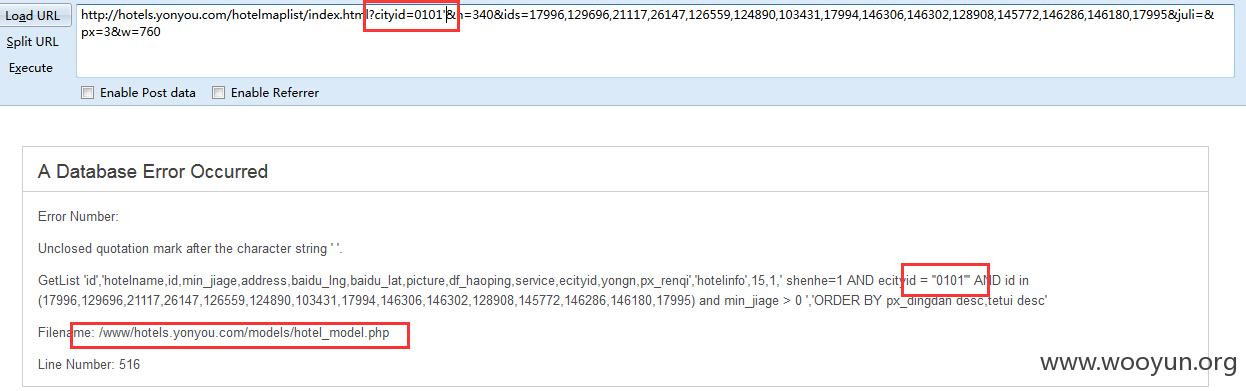 Load URL
Split URL
Execute
http://hotels.yonyou.com/hotelmaplist/index.html?cityid=0101'&h=340&ids=17996,129696,21117,26147,126559,124890,103431,17994,146306,146302,128908,145772,146286,146180,17995&juli=&
px=3&w=760
Enable Post data Enable Referrer
A Database Error Occurred
Error Number:
Unclosed quotation mark after the character string ' '.
GetList 'id','hotelname,id,min_jiage,address,baidu_lng,baidu_lat,picture,df_haoping,service,ecityid,yongn,px_renqi','hotelinfo',15,1,' shenhe=1 AND ecityid = ''0101''' AND id in
(17996,129696,21117,26147,126559,124890,103431,17994,146306,146302,128908,145772,146286,146180,17995) and min_jiage > 0 ','ORDER BY px_dingdan desc,tetui desc'
Filename: /www/hotels.yonyou.com/models/hotel_model.php
Line Number: 516
www.wooyun.org